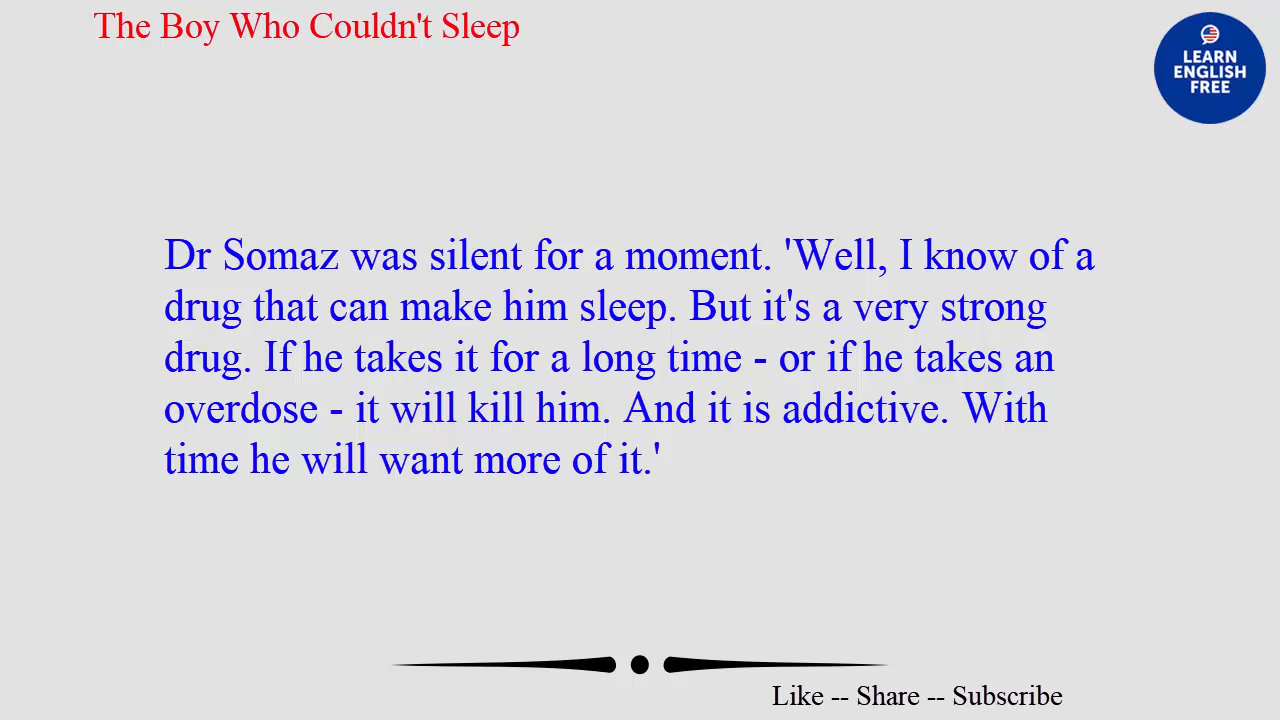 The Boy Who Couldn't Sleep
LEARN
ENGLISH
FREE
Dr Somaz was silent for a moment. 'Well, I know of a
drug that can make him sleep. But it's a very strong
drug. If he takes it for a long time - or if he takes an
overdose - it will kill him. And it is addictive. With
time he will want more of it.'
Like -- Share -- Subscribe